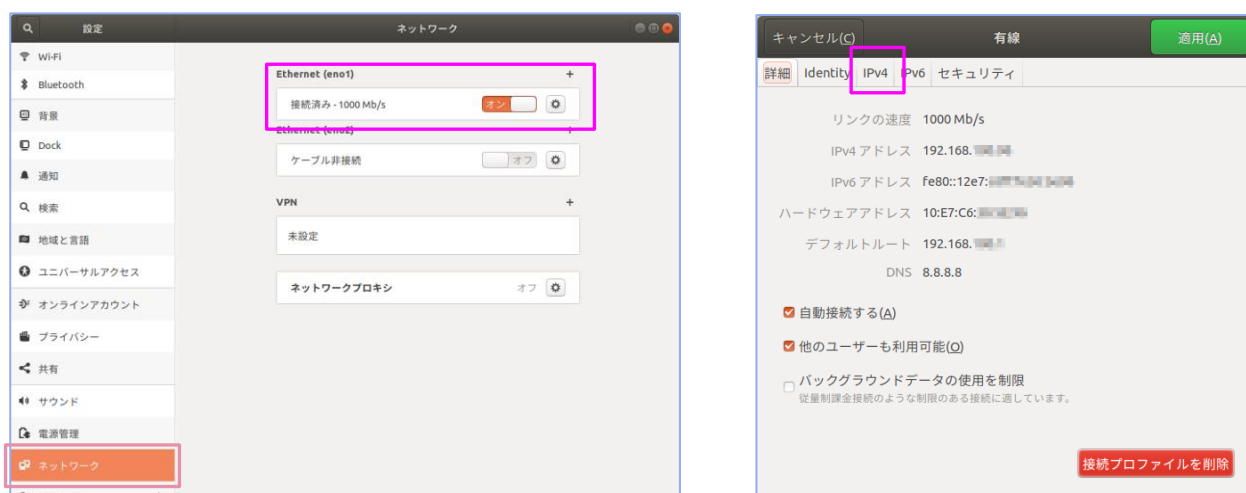 設定
ネットワーク
Wi-Fi
Bluetooth
背景
Dock
通知
検索
地域と言語
ユニバーサルアクセス
オンラインアカウント
プライバシー
共有
サウンド
電源管理
ネットワーク
Ethernet (eno1)
+
接続済み - 1000 Mb/s
オン
Ethernet (eno2)
+
ケーブル非接続
オフ
VPN
+
未設定
ネットワークプロキシ
オフ
キャンセル(C)
有線
適用(A)
詳細 Identity IPv4 IPv6 セキュリティ
リンクの速度 1000 Mb/s
IPv4 アドレス 192.168.
IPv6 アドレス fe80::12e7:
ハードウェアアドレス 10:E7:C6:
デフォルトルート 192.168.
DNS 8.8.8.8
自動接続する(A)
他のユーザーも利用可能(O)
バックグラウンドデータの使用を制限
従量制課金接続のような制限のある接続に適しています。
接続プロファイルを削除